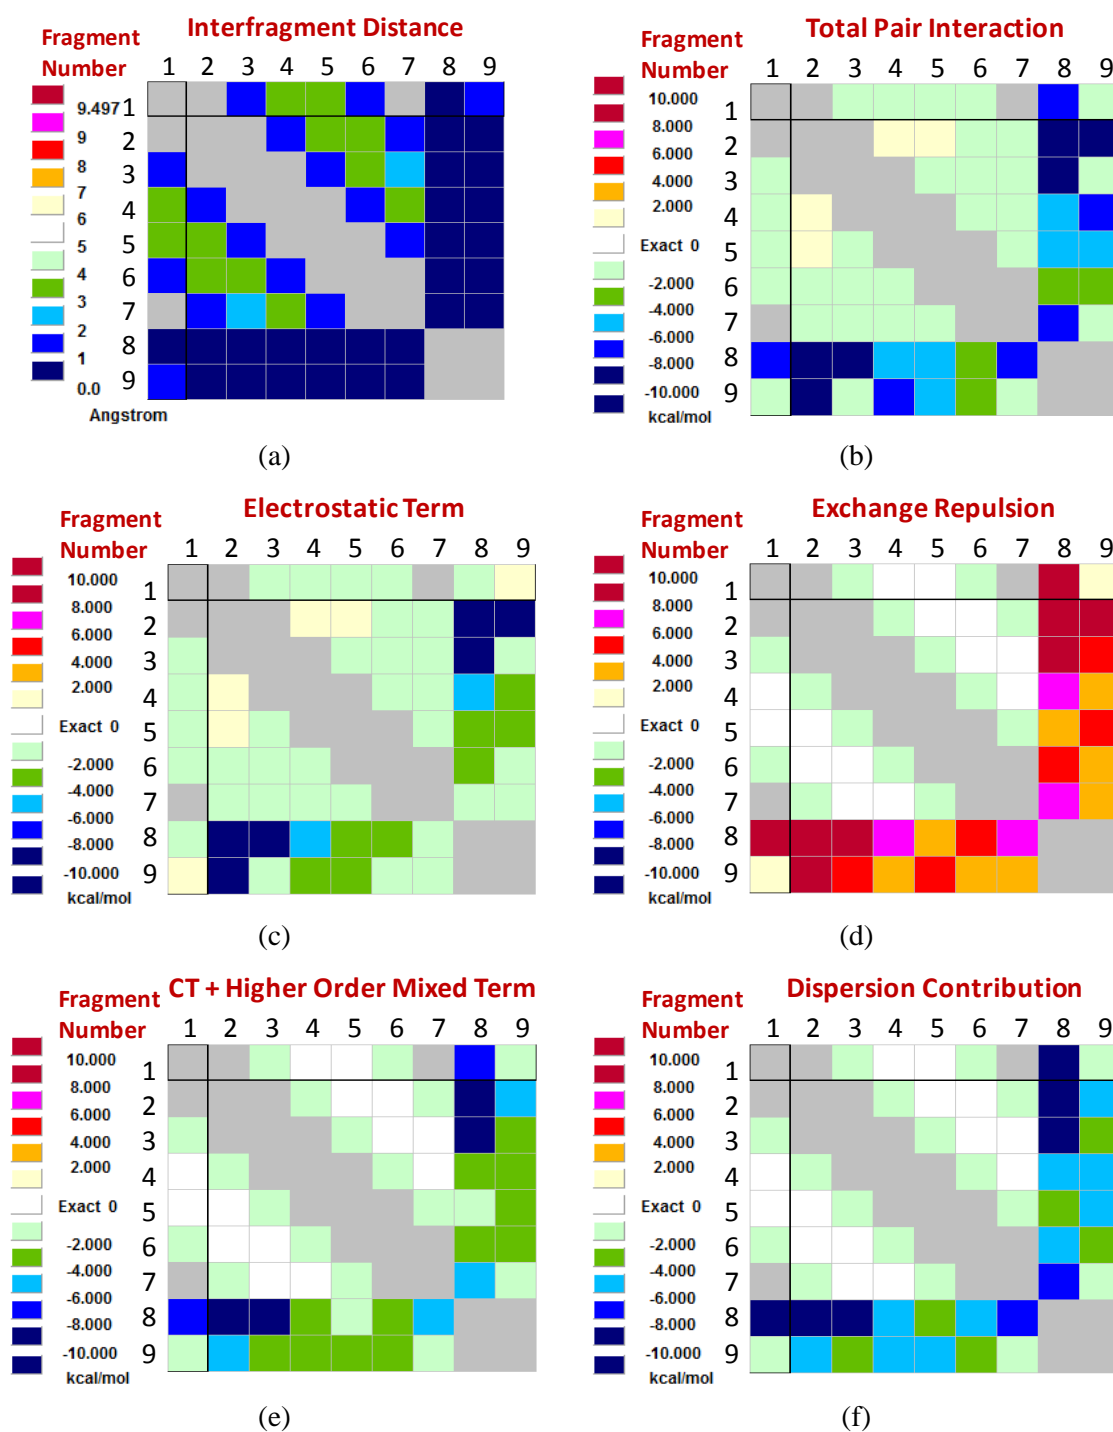 Interfragment Distance
Fragment
Number
1 2 3 4 5 6 7 8 9
9.497
9
8
7
6
5
4
3
2
1
0.0
Angstrom
1
2
3
4
5
6
7
8
9
(a)
Total Pair Interaction
Fragment
Number
1 2 3 4 5 6 7 8 9
10.000
8.000
6.000
4.000
2.000
Exact 0
-2.000
-4.000
-6.000
-8.000
-10.000
kcal/mol
1
2
3
4
5
6
7
8
9
(b)
Electrostatic Term
Fragment
Number
1 2 3 4 5 6 7 8 9
10.000
8.000
6.000
4.000
2.000
Exact 0
-2.000
-4.000
-6.000
-8.000
-10.000
kcal/mol
1
2
3
4
5
6
7
8
9
(c)
Exchange Repulsion
Fragment
Number
1 2 3 4 5 6 7 8 9
10.000
8.000
6.000
4.000
2.000
Exact 0
-2.000
-4.000
-6.000
-8.000
-10.000
kcal/mol
1
2
3
4
5
6
7
8
9
(d)
CT + Higher Order Mixed Term
Fragment
Number
1 2 3 4 5 6 7 8 9
10.000
8.000
6.000
4.000
2.000
Exact 0
-2.000
-4.000
-6.000
-8.000
-10.000
kcal/mol
1
2
3
4
5
6
7
8
9
(e)
Dispersion Contribution
Fragment
Number
1 2 3 4 5 6 7 8 9
10.000
8.000
6.000
4.000
2.000
Exact 0
-2.000
-4.000
-6.000
-8.000
-10.000
kcal/mol
1
2
3
4
5
6
7
8
9
(f)